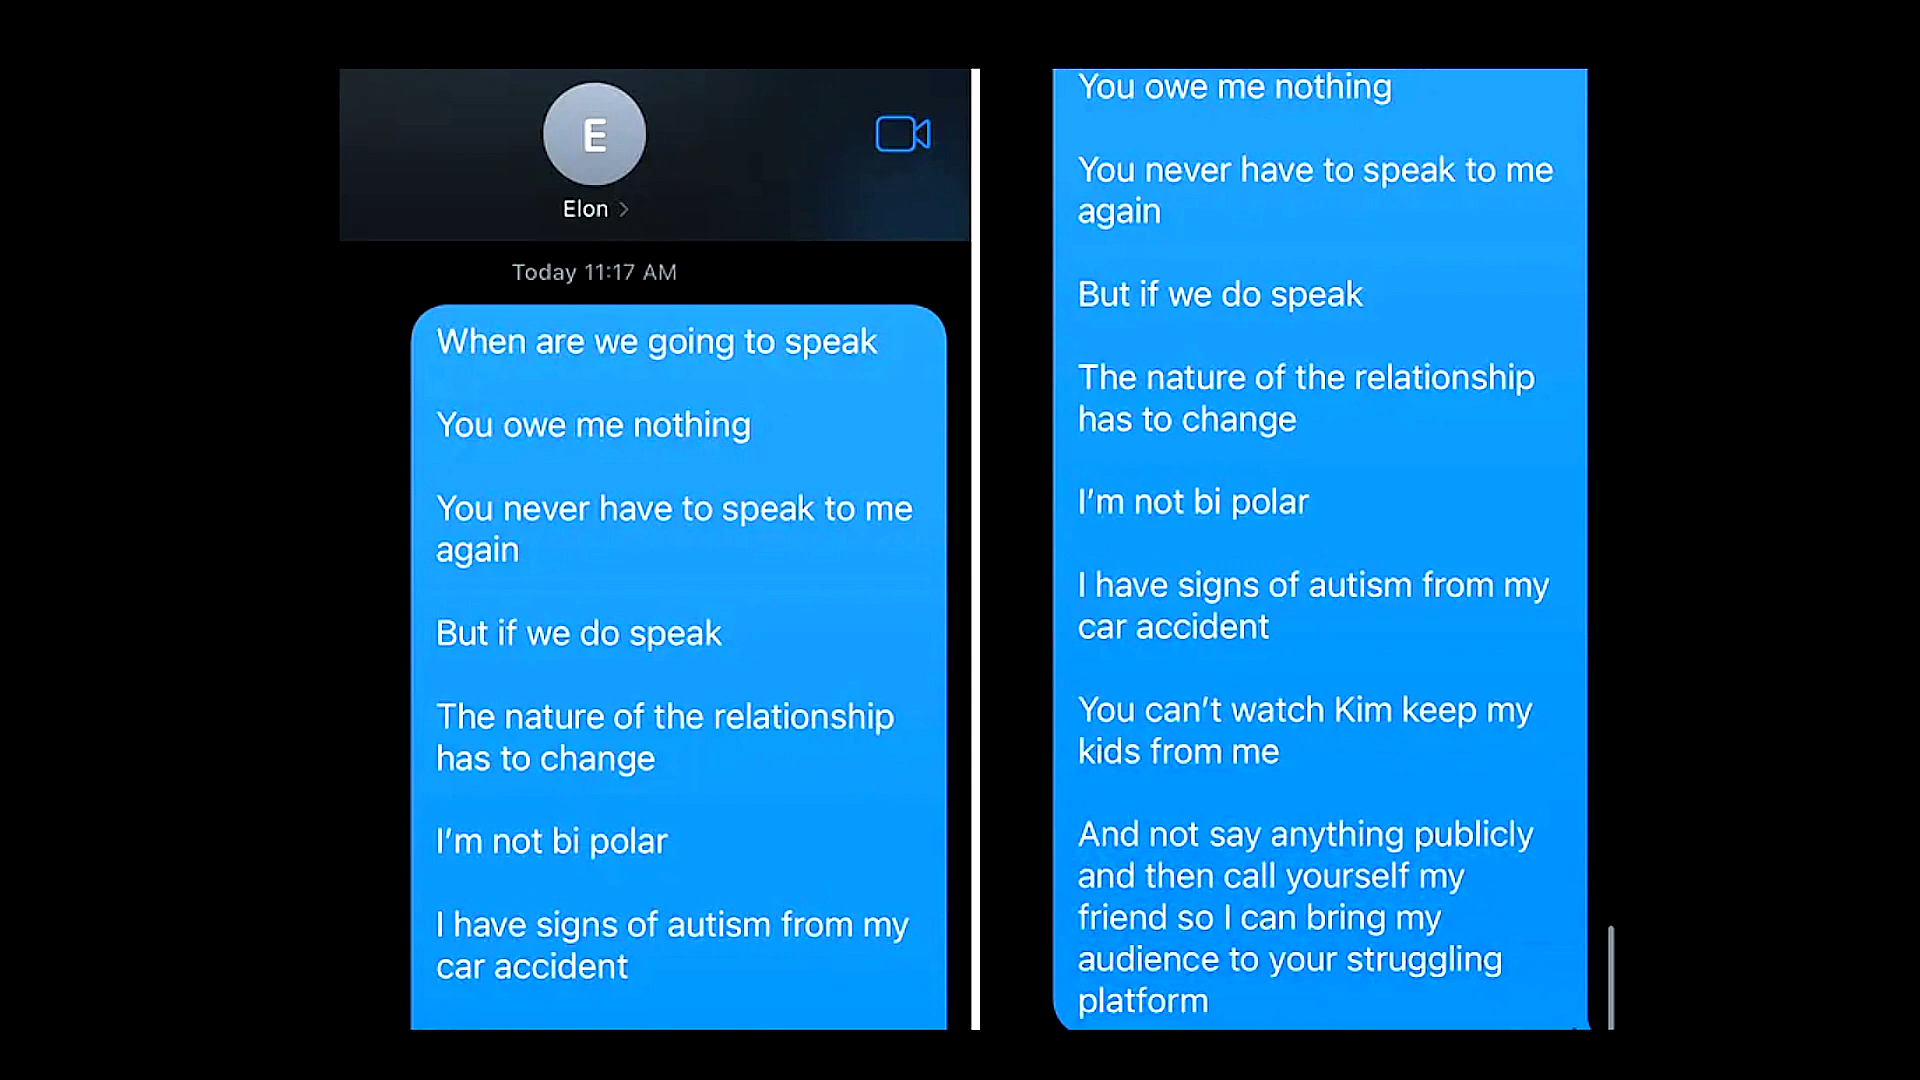 E
Elon >
Today 11:17 AM
When are we going to speak
You owe me nothing
You never have to speak to me
again
But if we do speak
The nature of the relationship
has to change
I'm not bi polar
I have signs of autism from my
car accident
You owe me nothing
You never have to speak to me
again
But if we do speak
The nature of the relationship
has to change
I'm not bi polar
I have signs of autism from my
car accident
You can't watch Kim keep my
kids from me
And not say anything publicly
and then call yourself my
friend so I can bring my
audience to your struggling
platform